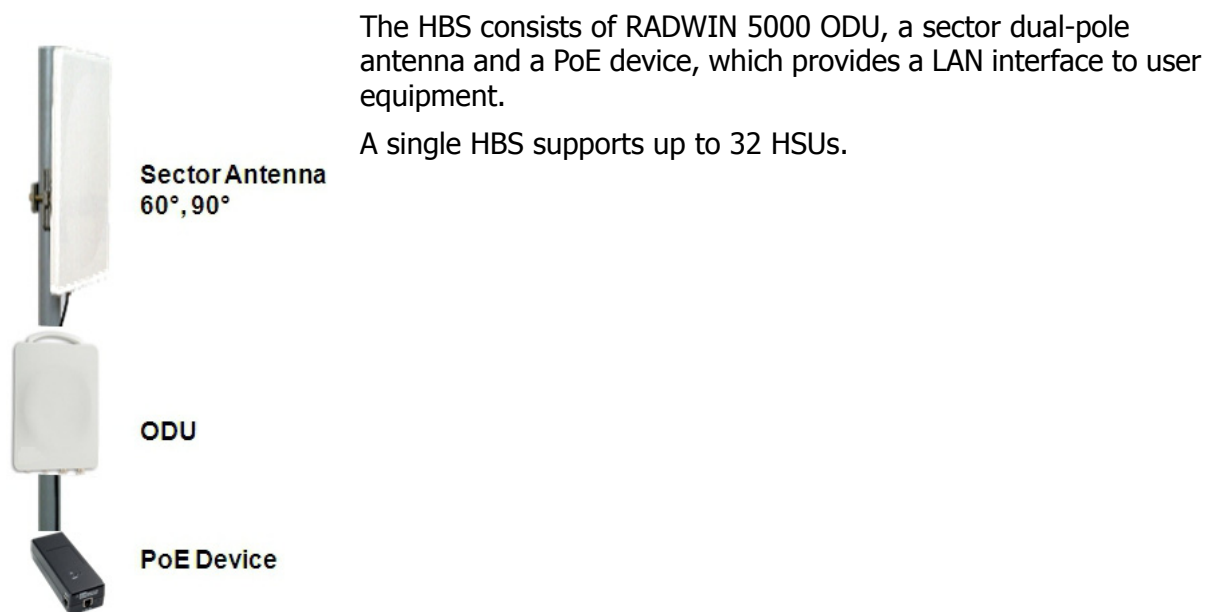 The HBS consists of RADWIN 5000 ODU, a sector dual-pole
antenna and a PoE device, which provides a LAN interface to user
equipment.
A single HBS supports up to 32 HSUs.
Sector Antenna
60°, 90°
ODU
PoE Device